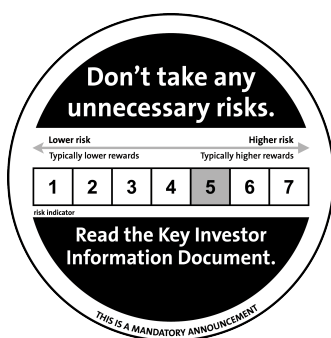 Don't take any
unnecessary risks.
Lower risk Higher risk
Typically lower rewards Typically higher rewards
1 2 3 4 5 6 7
risk indicator
Read the Key Investor
Information Document.
THIS IS A MANDATORY ANNOUNCEMENT